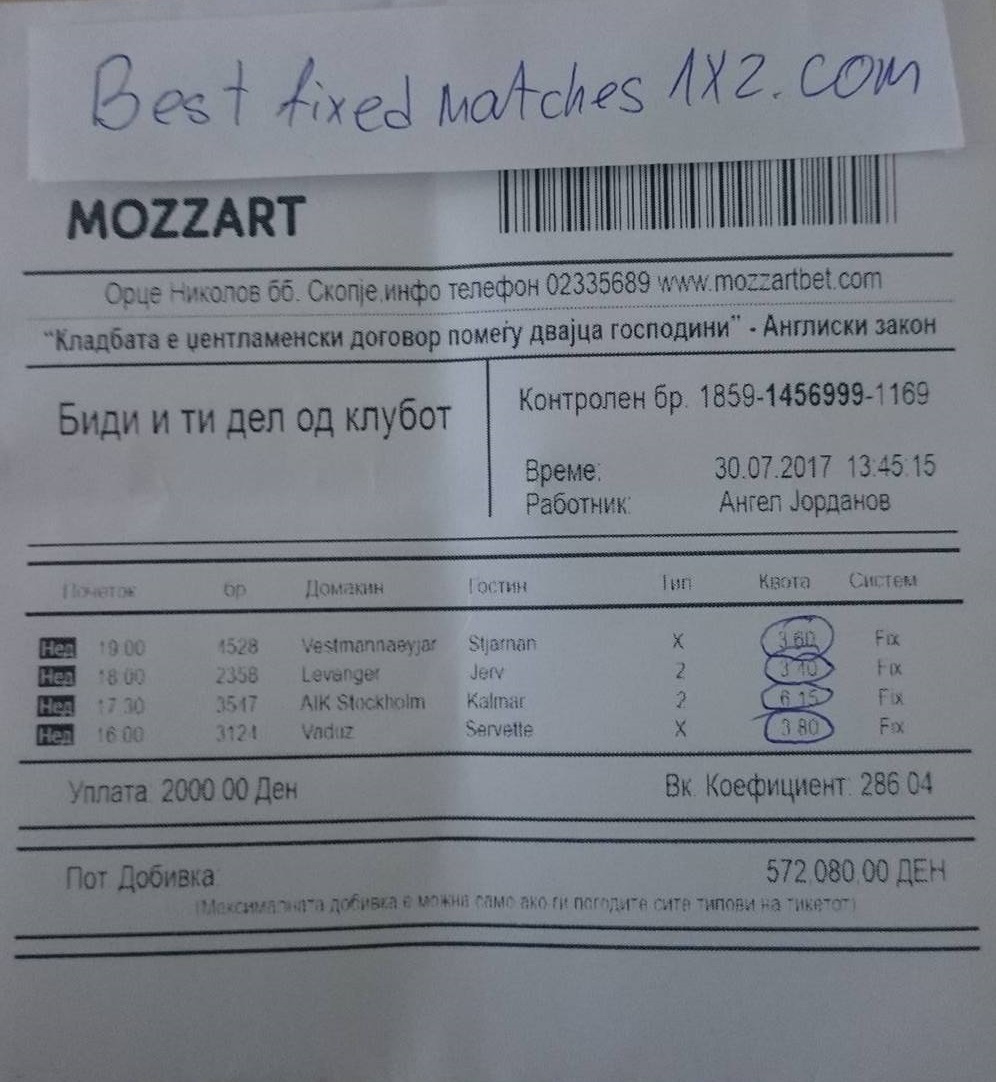 Best fixed matches 1X2.com
MOZZART
Орце Николов бб. Скопје,инфо телефон 02335689 www.mozzartbet.com
“Кладбата е џентламенски договор помеѓу двајца господини” - Англиски закон
Биди и ти дел од клубот
Контролен бр. 1859-1456999-1169
Време: 30.07.2017 13:45:15
Работник: Ангел Јорданов
Почеток бр Домакин Гостин Тип Квота Систем
Нед 19:00 4528 Vestmannaeyjar Stjarnan X 3.60 Fix
Нед 18:00 2358 Levanger Jerv 2 3.40 Fix
Нед 17:30 3547 AIK Stockholm Kalmar 2 6.15 Fix
Нед 16:00 3124 Vaduz Servette X 3.80 Fix
Уплата: 2000.00 Ден Вк. Коефициент: 286.04
Пот Добивка: 572.080,00 ДЕН
(Максималната добивка е можна само ако ги погодите сите типови на тикетот)